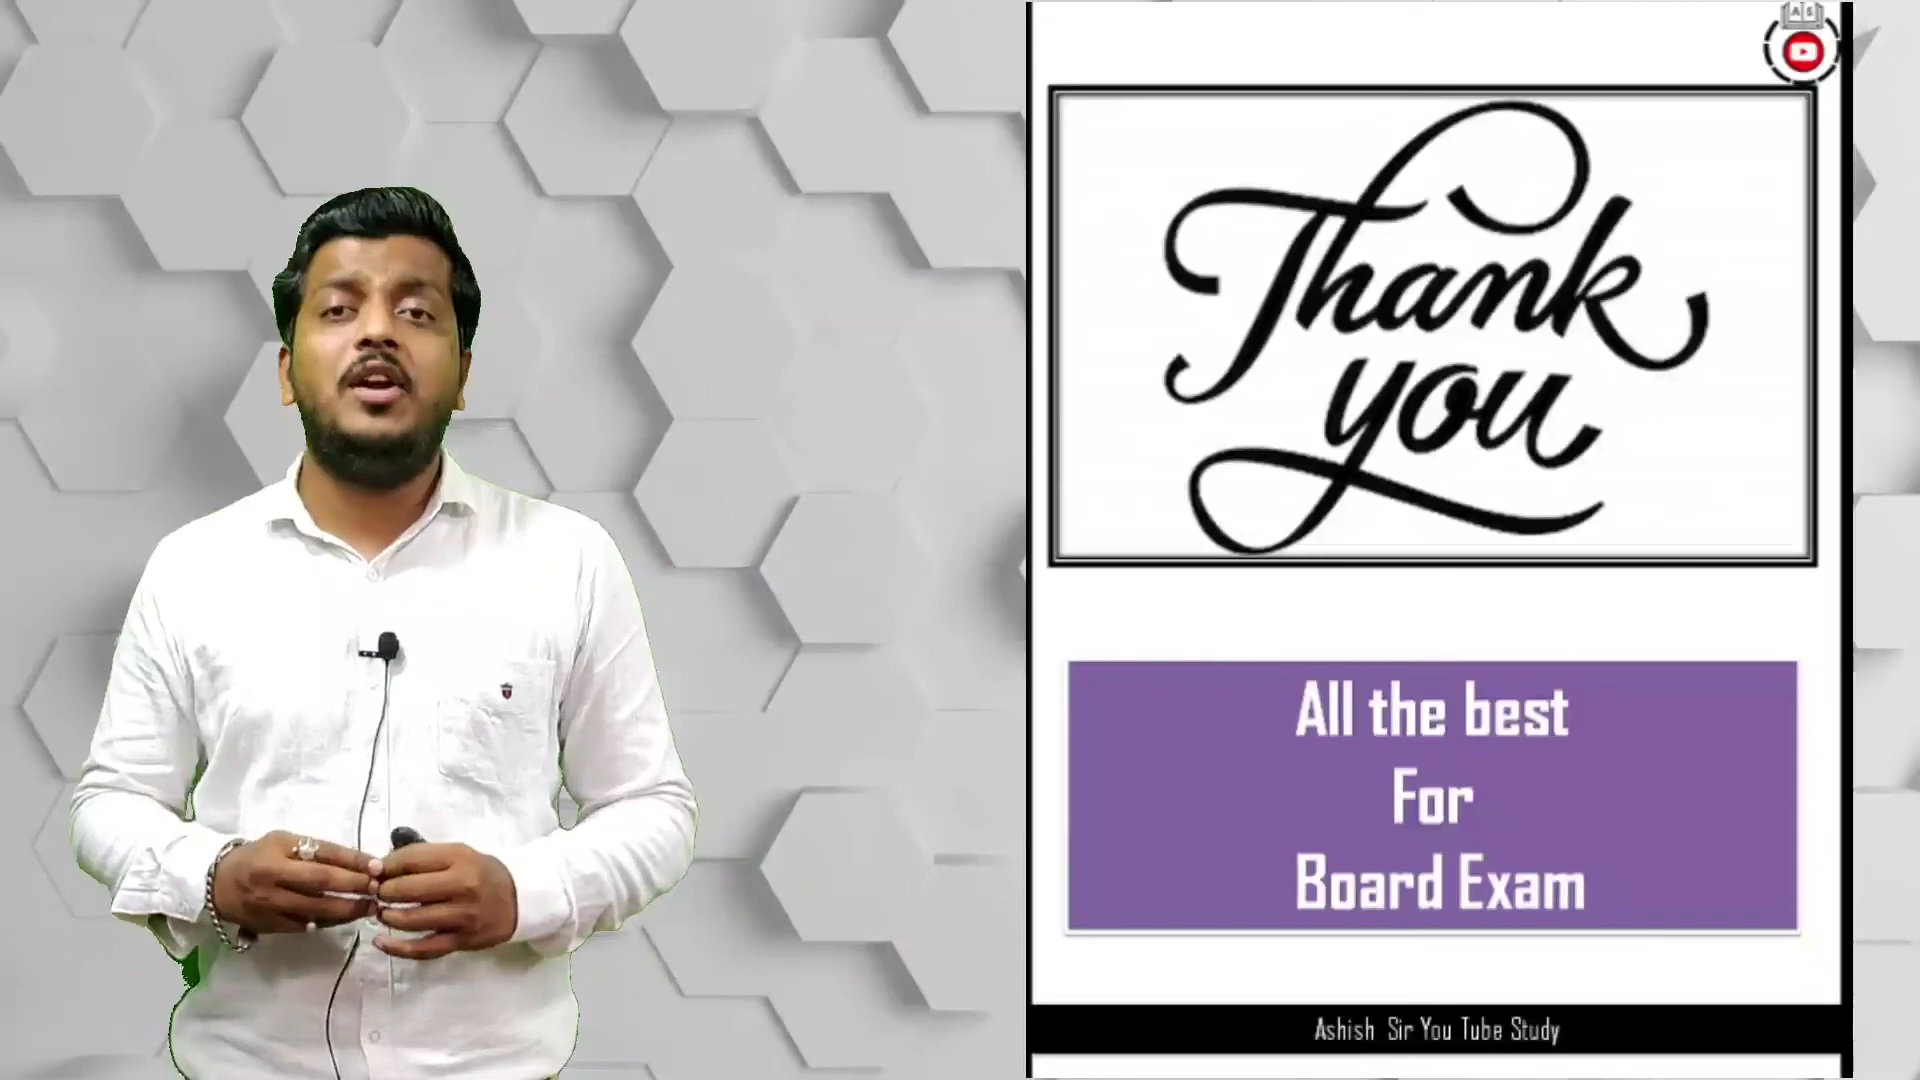 A S
Thank
you
All the best
For
Board Exam
Ashish Sir You Tube Study